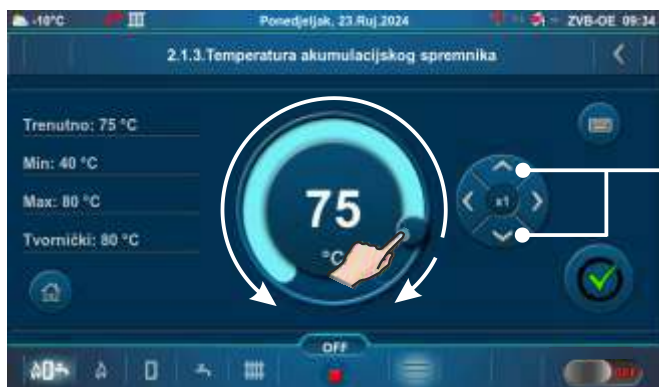 -10°C
Ponedjeljak, 23.Ruj.2024
ZVB-OE 09:34
2.1.3.Temperatura akumulacijskog spremnika
Trenutno: 75 °C
Min: 40 °C
Max: 80 °C
Tvornički: 80 °C
75
°C
x1
OFF
OFF